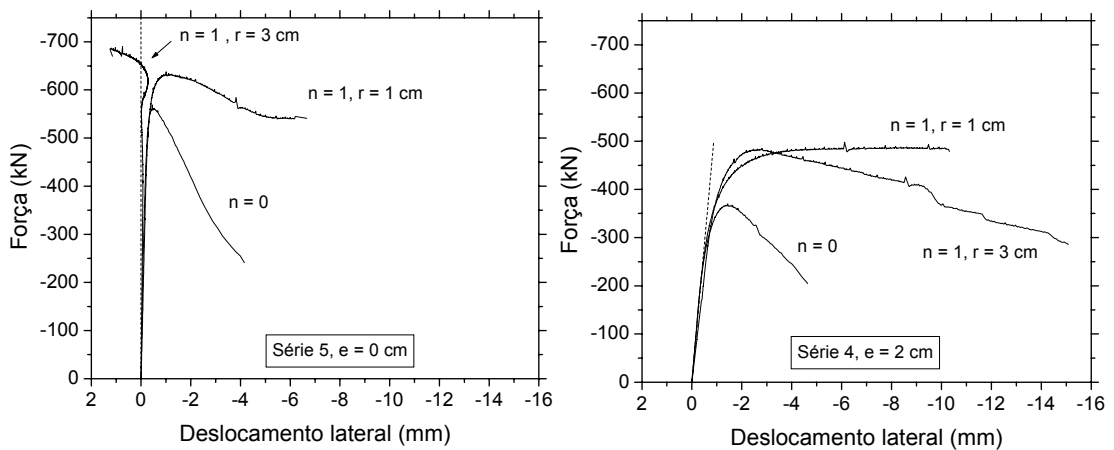 -700
-600
-500
-400
-300
-200
-100
0
Força (kN)
n = 1 , r = 3 cm
n = 1, r = 1 cm
n = 0
Série 5, e = 0 cm
2 0 -2 -4 -6 -8 -10 -12 -14 -16
Deslocamento lateral (mm)
-700
-600
-500
-400
-300
-200
-100
0
Força (kN)
n = 1, r = 1 cm
n = 0
n = 1, r = 3 cm
Série 4, e = 2 cm
2 0 -2 -4 -6 -8 -10 -12 -14 -16
Deslocamento lateral (mm)